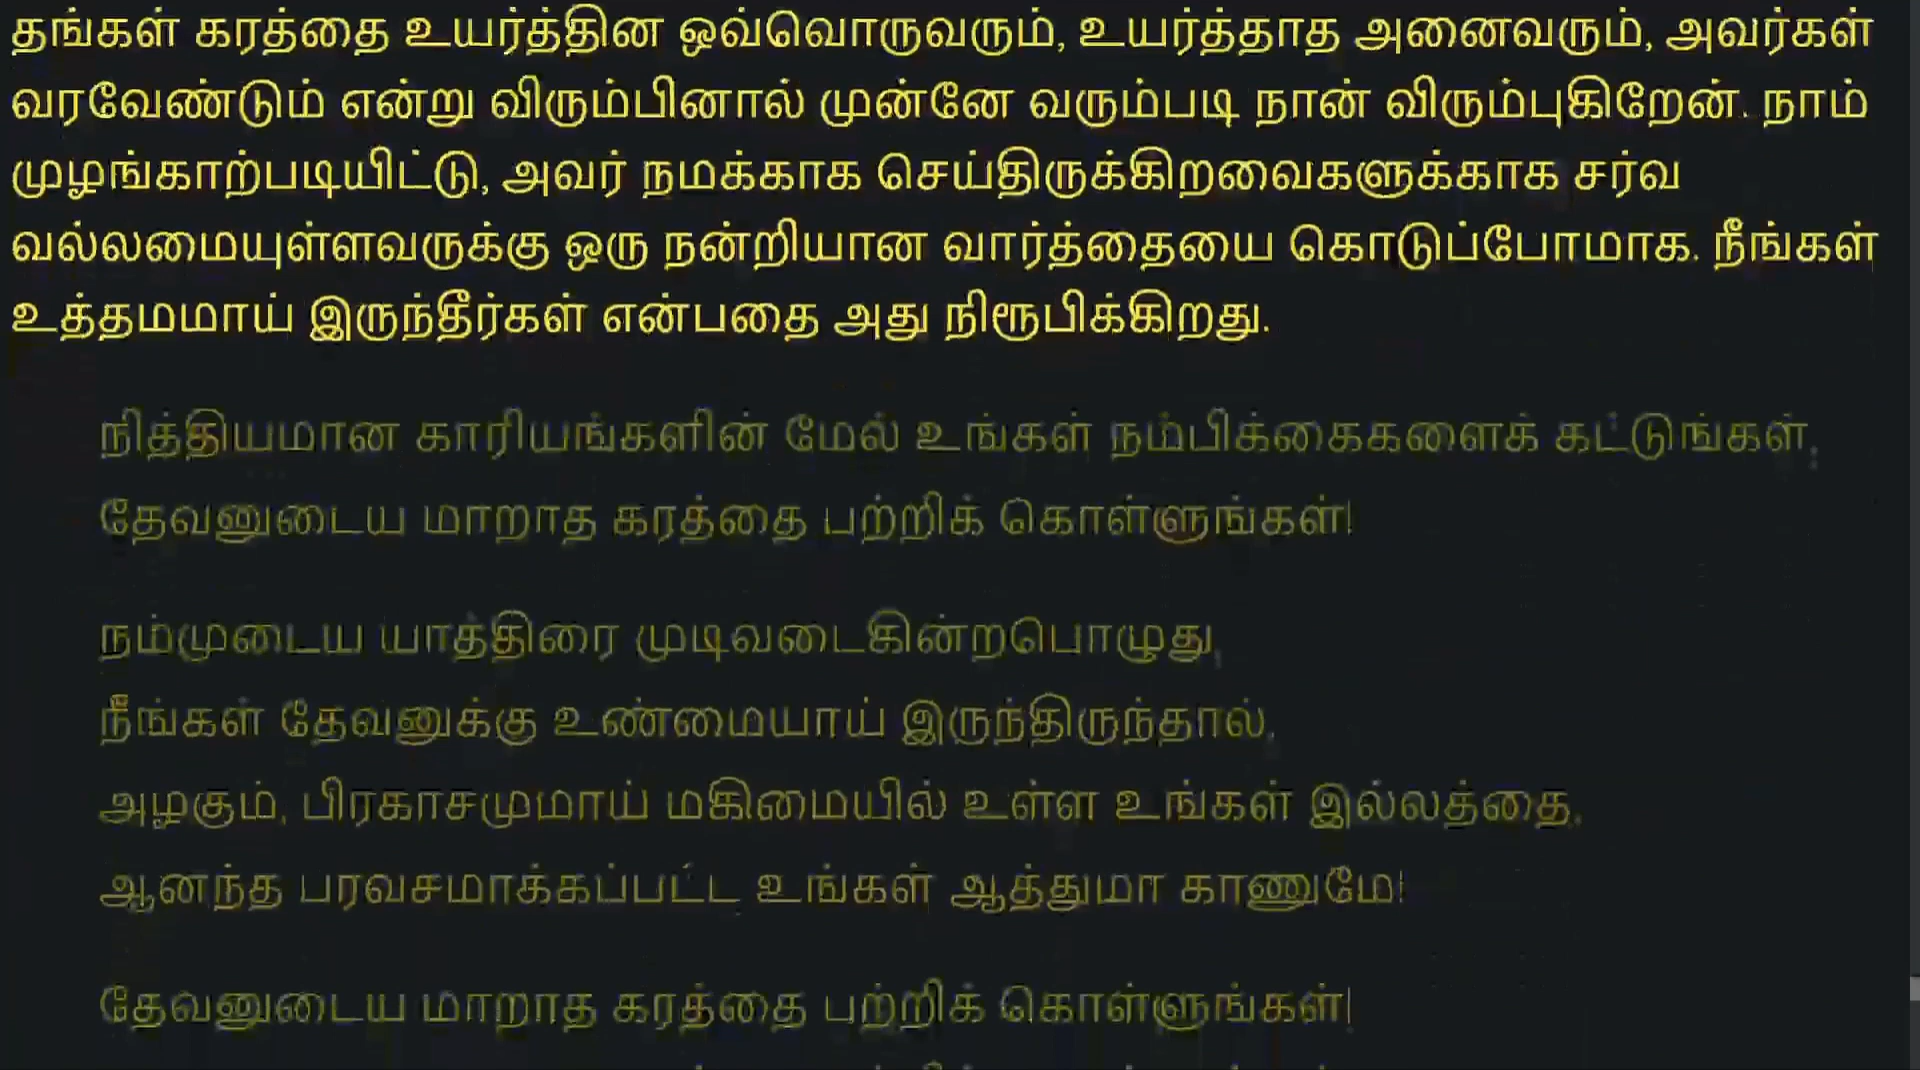 தங்கள் கரத்தை உயர்த்தின ஒவ்வொருவரும், உயர்த்தாத அனைவரும், அவர்கள்
வரவேண்டும் என்று விரும்பினால் முன்னே வரும்படி நான் விரும்புகிறேன். நாம்
முழங்காற்படியிட்டு, அவர் நமக்காக செய்திருக்கிறவைகளுக்காக சர்வ
வல்லமையுள்ளவருக்கு ஒரு நன்றியான வார்த்தையை கொடுப்போமாக. நீங்கள்
உத்தமமாய் இருந்தீர்கள் என்பதை அது நிரூபிக்கிறது.
நித்தியமான காரியங்களின் மேல் உங்கள் நம்பிக்கைகளைக் கட்டுங்கள்,
தேவனுடைய மாறாத கரத்தை பற்றிக் கொள்ளுங்கள்!
நம்முடைய யாத்திரை முடிவடைகின்றபொழுது,
நீங்கள் தேவனுக்கு உண்மையாய் இருந்திருந்தால்,
அழகும், பிரகாசமுமாய் மகிமையில் உள்ள உங்கள் இல்லத்தை,
ஆனந்த பரவசமாக்கப்பட்ட உங்கள் ஆத்துமா காணுமே!
தேவனுடைய மாறாத கரத்தை பற்றிக் கொள்ளுங்கள்!